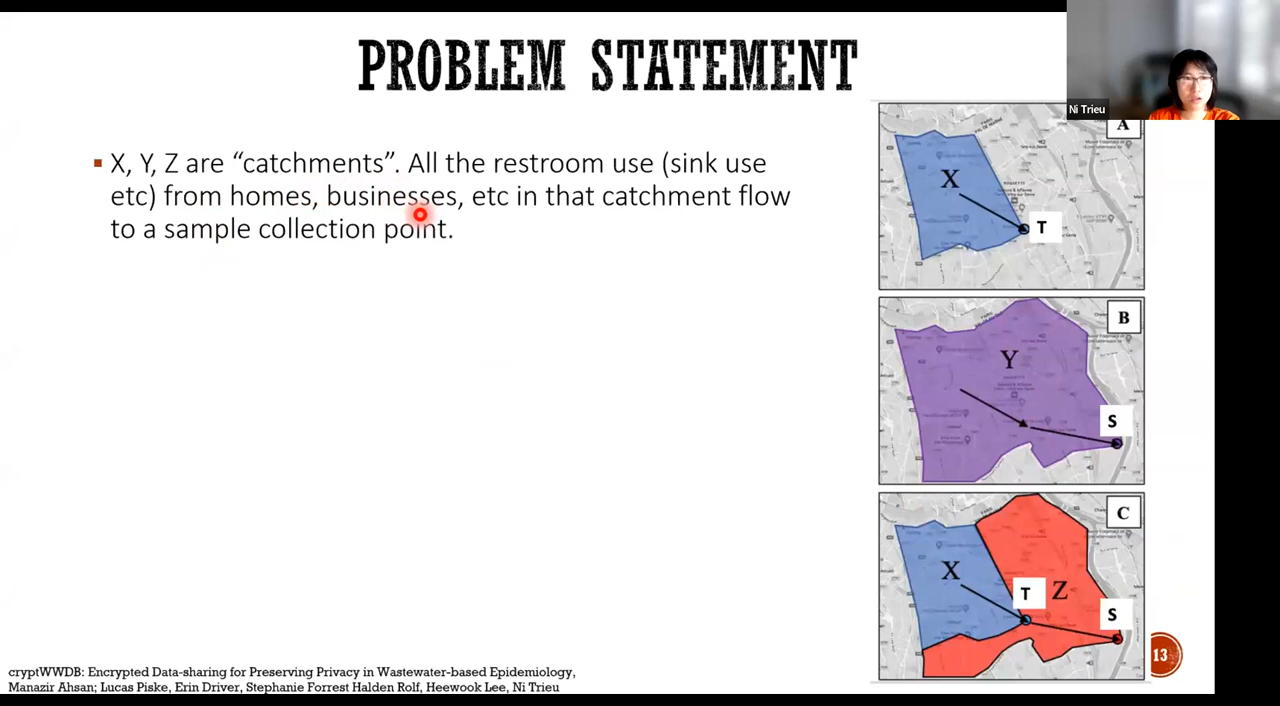 PROBLEM STATEMENT
Ni Trieu
X, Y, Z are “catchments”. All the restroom use (sink use
etc) from homes, businesses, etc in that catchment flow
to a sample collection point.
A
X
T
B
Y
S
C
X
T
Z
S
13
cryptWWDB: Encrypted Data-sharing for Preserving Privacy in Wastewater-based Epidemiology,
Manazir Ahsan; Lucas Piske, Erin Driver, Stephanie Forrest Halden Rolf, Heewook Lee, Ni Trieu